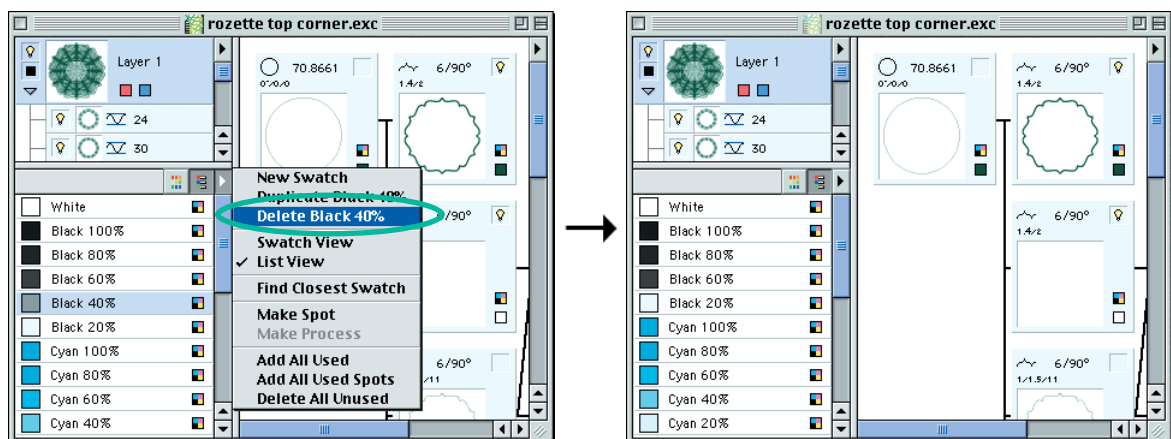 rozette top corner.exc
Layer 1
24
30
70.8661
0°/0/0
6/90°
1.4/2
White
Black 100%
Black 80%
Black 60%
Black 40%
Black 20%
Cyan 100%
Cyan 80%
Cyan 60%
Cyan 40%
New Swatch
Duplicate Black 40%
Delete Black 40%
Swatch View
✓ List View
Find Closest Swatch
Make Spot
Make Process
Add All Used
Add All Used Spots
Delete All Unused
/90°
6/90°
/11
rozette top corner.exc
Layer 1
24
30
70.8661
0°/0/0
6/90°
1.4/2
White
Black 100%
Black 80%
Black 60%
Black 20%
Cyan 100%
Cyan 80%
Cyan 60%
Cyan 40%
Cyan 20%
6/90°
1.4/2
6/90°
1/1.5/11